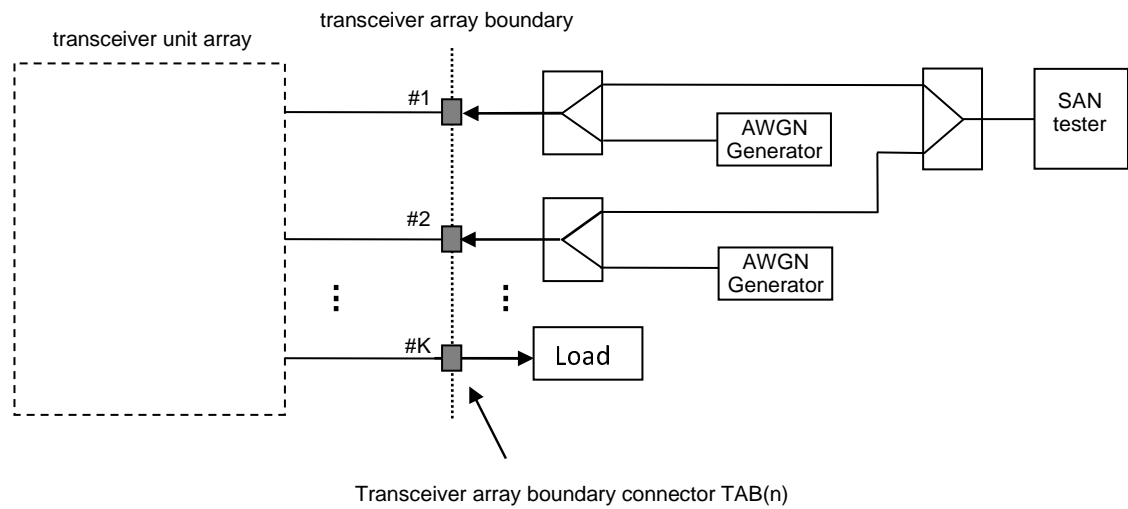 transceiver array boundary
transceiver unit array
#1
SAN
tester
AWGN
Generator
#2
AWGN
Generator
⋮
⋮
#K
Load
Transceiver array boundary connector TAB(n)